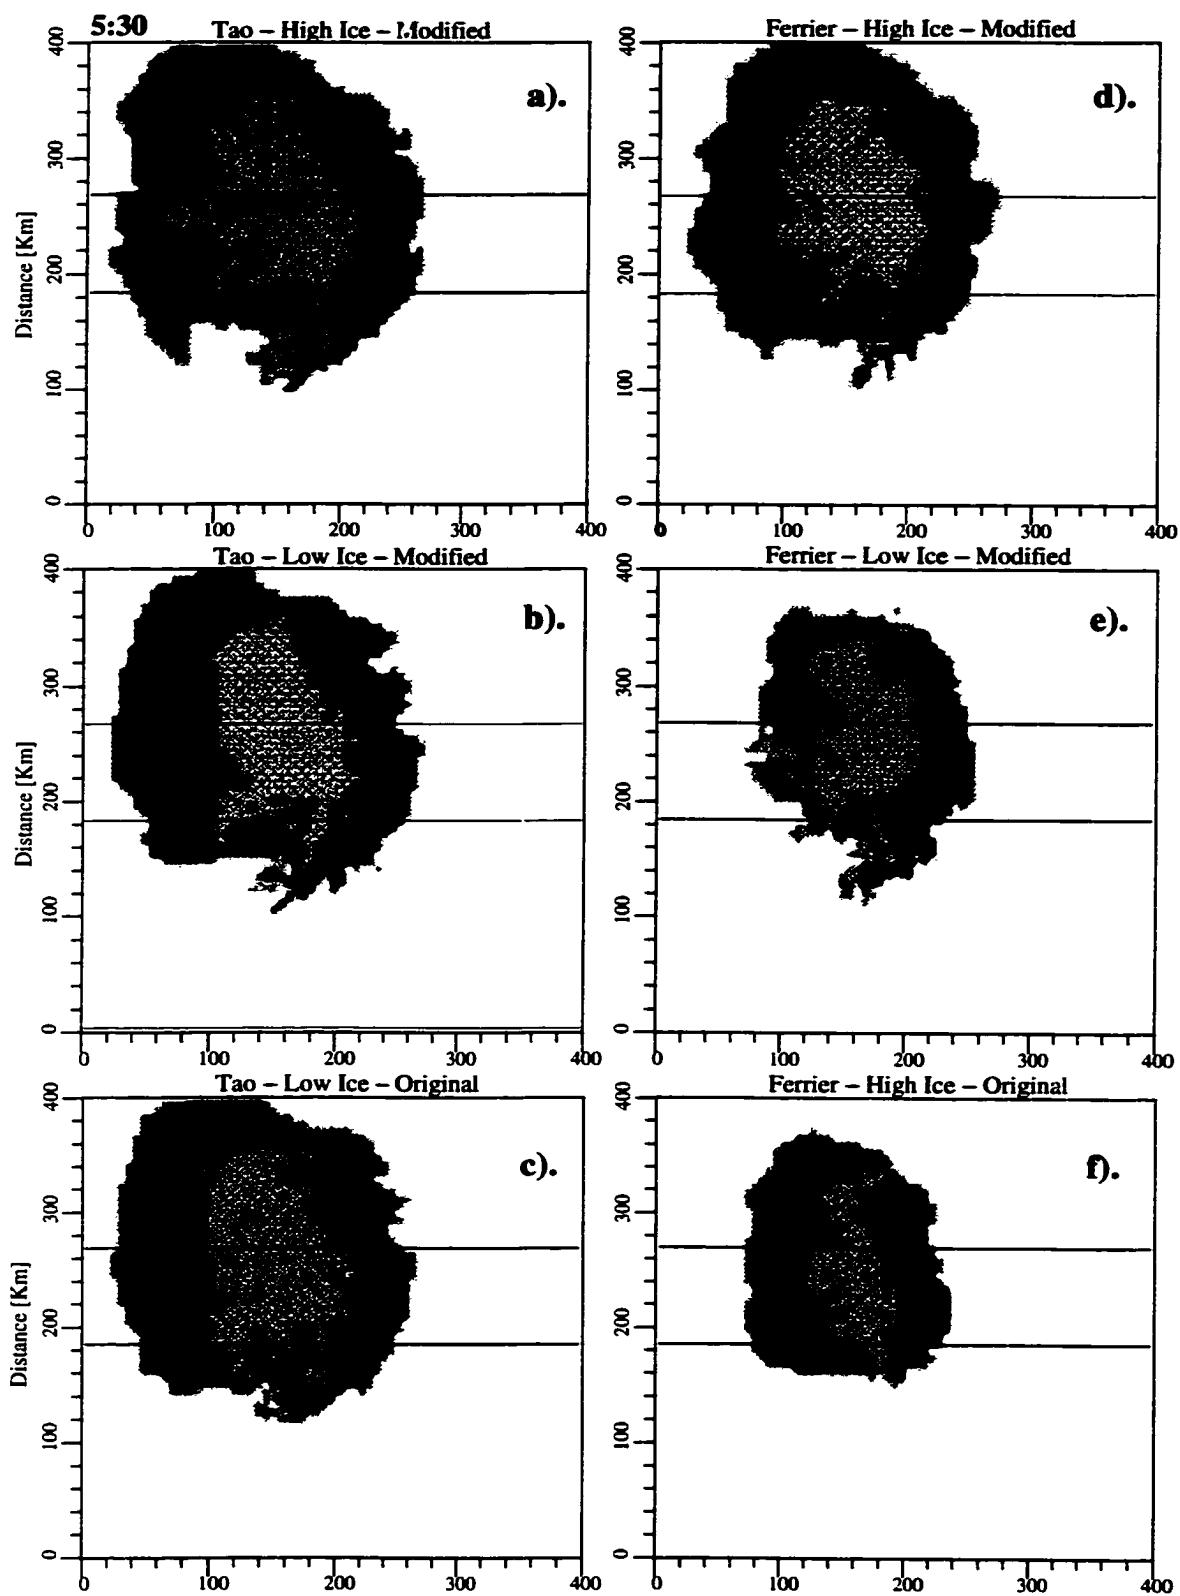 5:30
Tao – High Ice – Modified
Ferrier – High Ice – Modified
a).
d).
Distance [Km]
400
300
200
100
0
400
300
200
100
0
0 100 200 300 400
0 100 200 300 400
Tao – Low Ice – Modified
Ferrier – Low Ice – Modified
b).
e).
Distance [Km]
400
300
200
100
0
400
300
200
100
0
0 100 200 300 400
0 100 200 300 400
Tao – Low Ice – Original
Ferrier – High Ice – Original
c).
f).
Distance [Km]
400
300
200
100
0
400
300
200
100
0
0 100 200 300 400
0 100 200 300 400